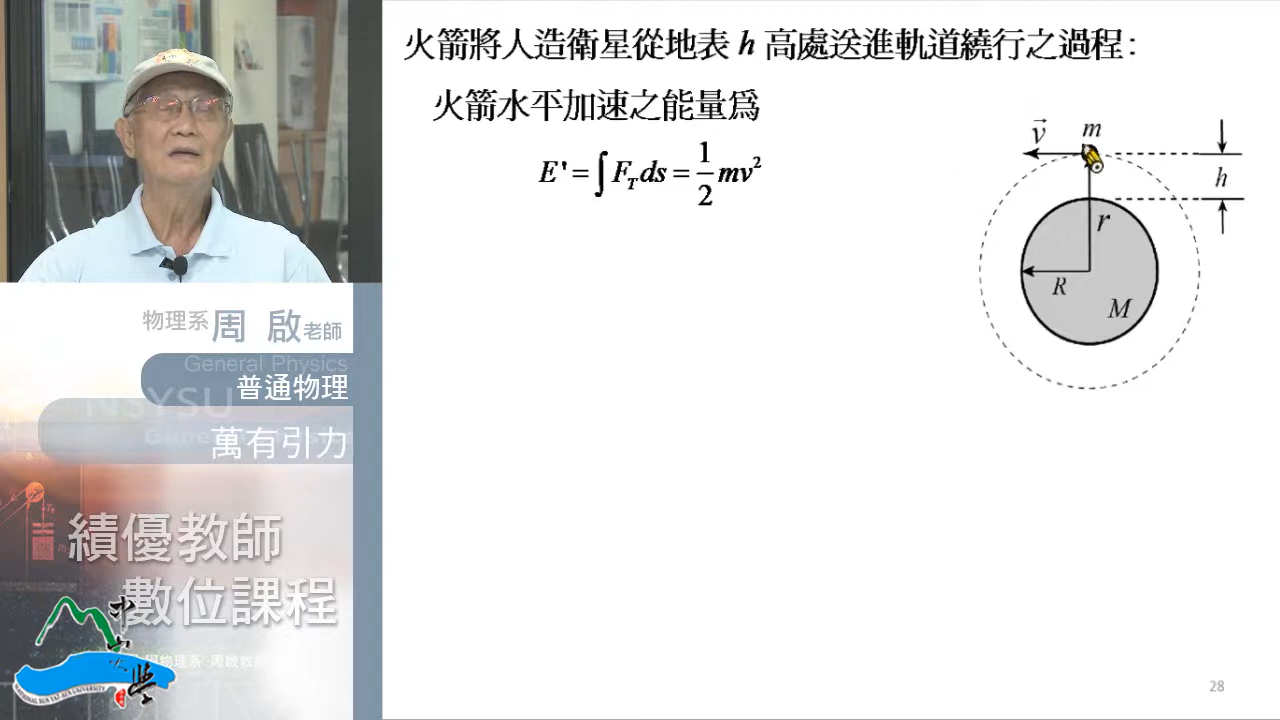 火箭將人造衛星從地表 h 高處送進軌道繞行之過程:
火箭水平加速之能量爲
E' = ∫ F_T ds = 1/2 mv²
v⃗
m
h
r
R
M
物理系 周 啟 老師
General Physics
普通物理
NSYSU
萬有引力
績優教師
數位課程
28